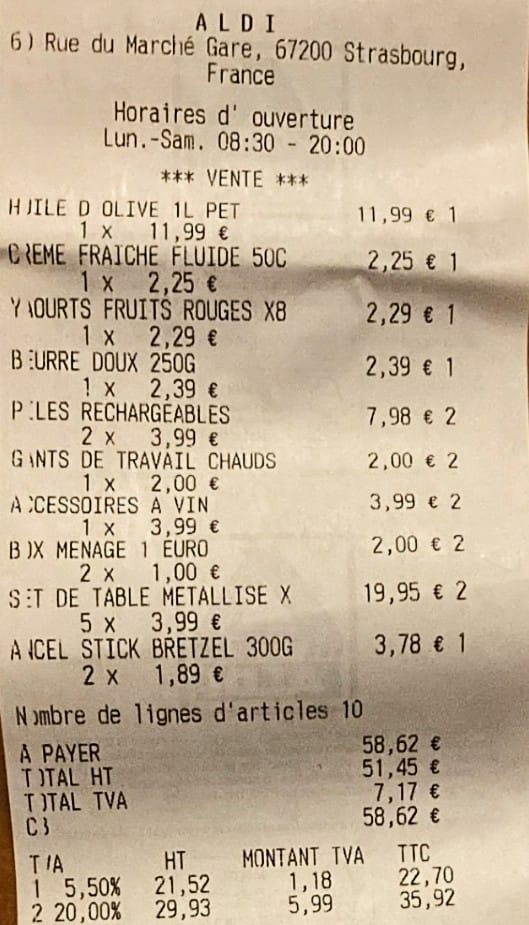 ALDI
6) Rue du Marché Gare, 67200 Strasbourg,
France
Horaires d' ouverture
Lun.-Sam. 08:30 - 20:00
*** VENTE ***
HUILE D OLIVE 1L PET 11,99 € 1
1 x 11,99 €
CREME FRAICHE FLUIDE 50C 2,25 € 1
1 x 2,25 €
YAOURTS FRUITS ROUGES X8 2,29 € 1
1 x 2,29 €
BEURRE DOUX 250G 2,39 € 1
1 x 2,39 €
PILES RECHARGEABLES 7,98 € 2
2 x 3,99 €
GANTS DE TRAVAIL CHAUDS 2,00 € 2
1 x 2,00 €
ACCESSOIRES A VIN 3,99 € 2
1 x 3,99 €
BOX MENAGE 1 EURO 2,00 € 2
2 x 1,00 €
SET DE TABLE METALLISE X 19,95 € 2
5 x 3,99 €
ANCEL STICK BRETZEL 300G 3,78 € 1
2 x 1,89 €
Nombre de lignes d'articles 10
A PAYER 58,62 €
TOTAL HT 51,45 €
TOTAL TVA 7,17 €
CB 58,62 €
TVA HT MONTANT TVA TTC
1 5,50% 21,52 1,18 22,70
2 20,00% 29,93 5,99 35,92